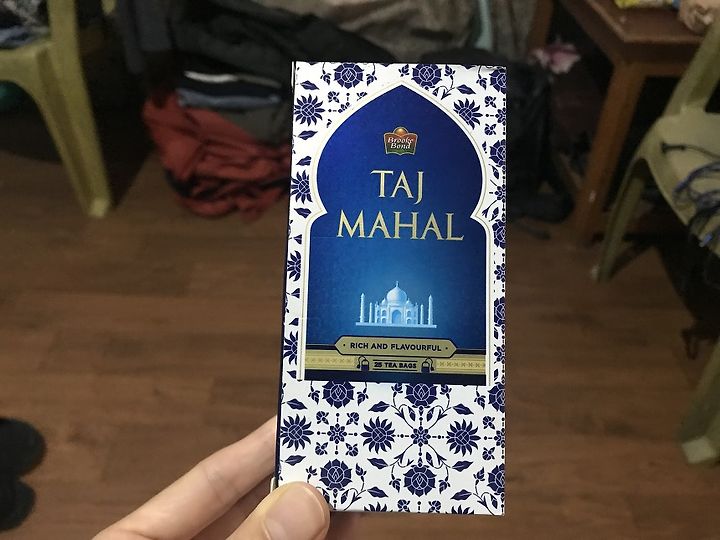 Brooke
Bond
TAJ
MAHAL
RICH AND FLAVOURFUL
25 TEA BAGS